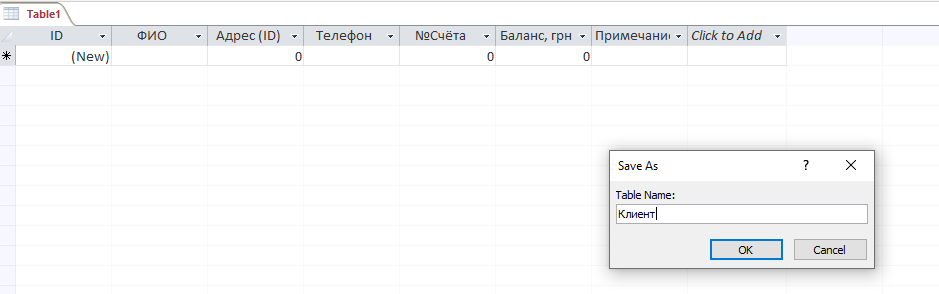 Table1
ID ФИО Адрес (ID) Телефон №Счёта Баланс, грн Примечание Click to Add
(New) 0 0 0
Save As ?
Table Name:
Клиент
OK Cancel